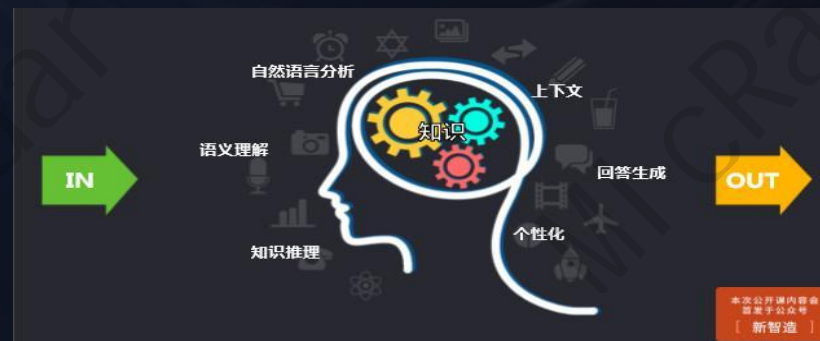 自然语言分析
上下文
知识
语义理解
IN
回答生成
OUT
个性化
知识推理
本次公开课内容会
首发于公众号
[ 新智造 ]